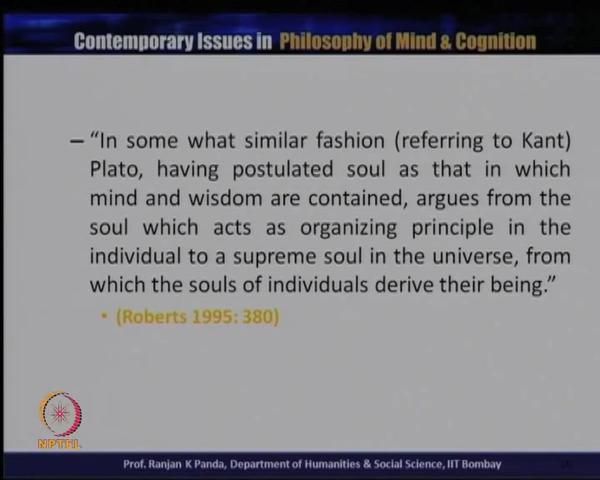 Contemporary Issues in Philosophy of Mind & Cognition
– “In some what similar fashion (referring to Kant)
Plato, having postulated soul as that in which
mind and wisdom are contained, argues from the
soul which acts as organizing principle in the
individual to a supreme soul in the universe, from
which the souls of individuals derive their being.”
• (Roberts 1995: 380)
NPTEL
Prof. Ranjan K Panda, Department of Humanities & Social Science, IIT Bombay